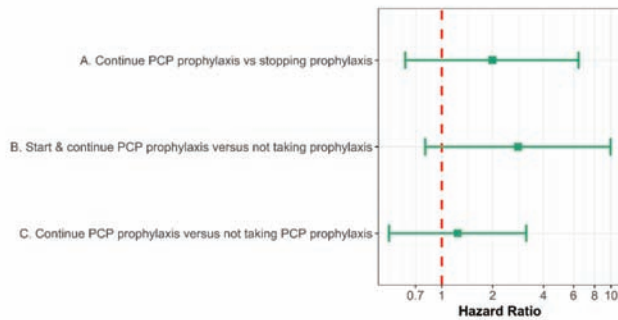 A. Continue PCP prophylaxis vs stopping prophylaxis
B. Start & continue PCP prophylaxis versus not taking prophylaxis
C. Continue PCP prophylaxis versus not taking PCP prophylaxis
0.7 1 2 4 6 8 10
Hazard Ratio